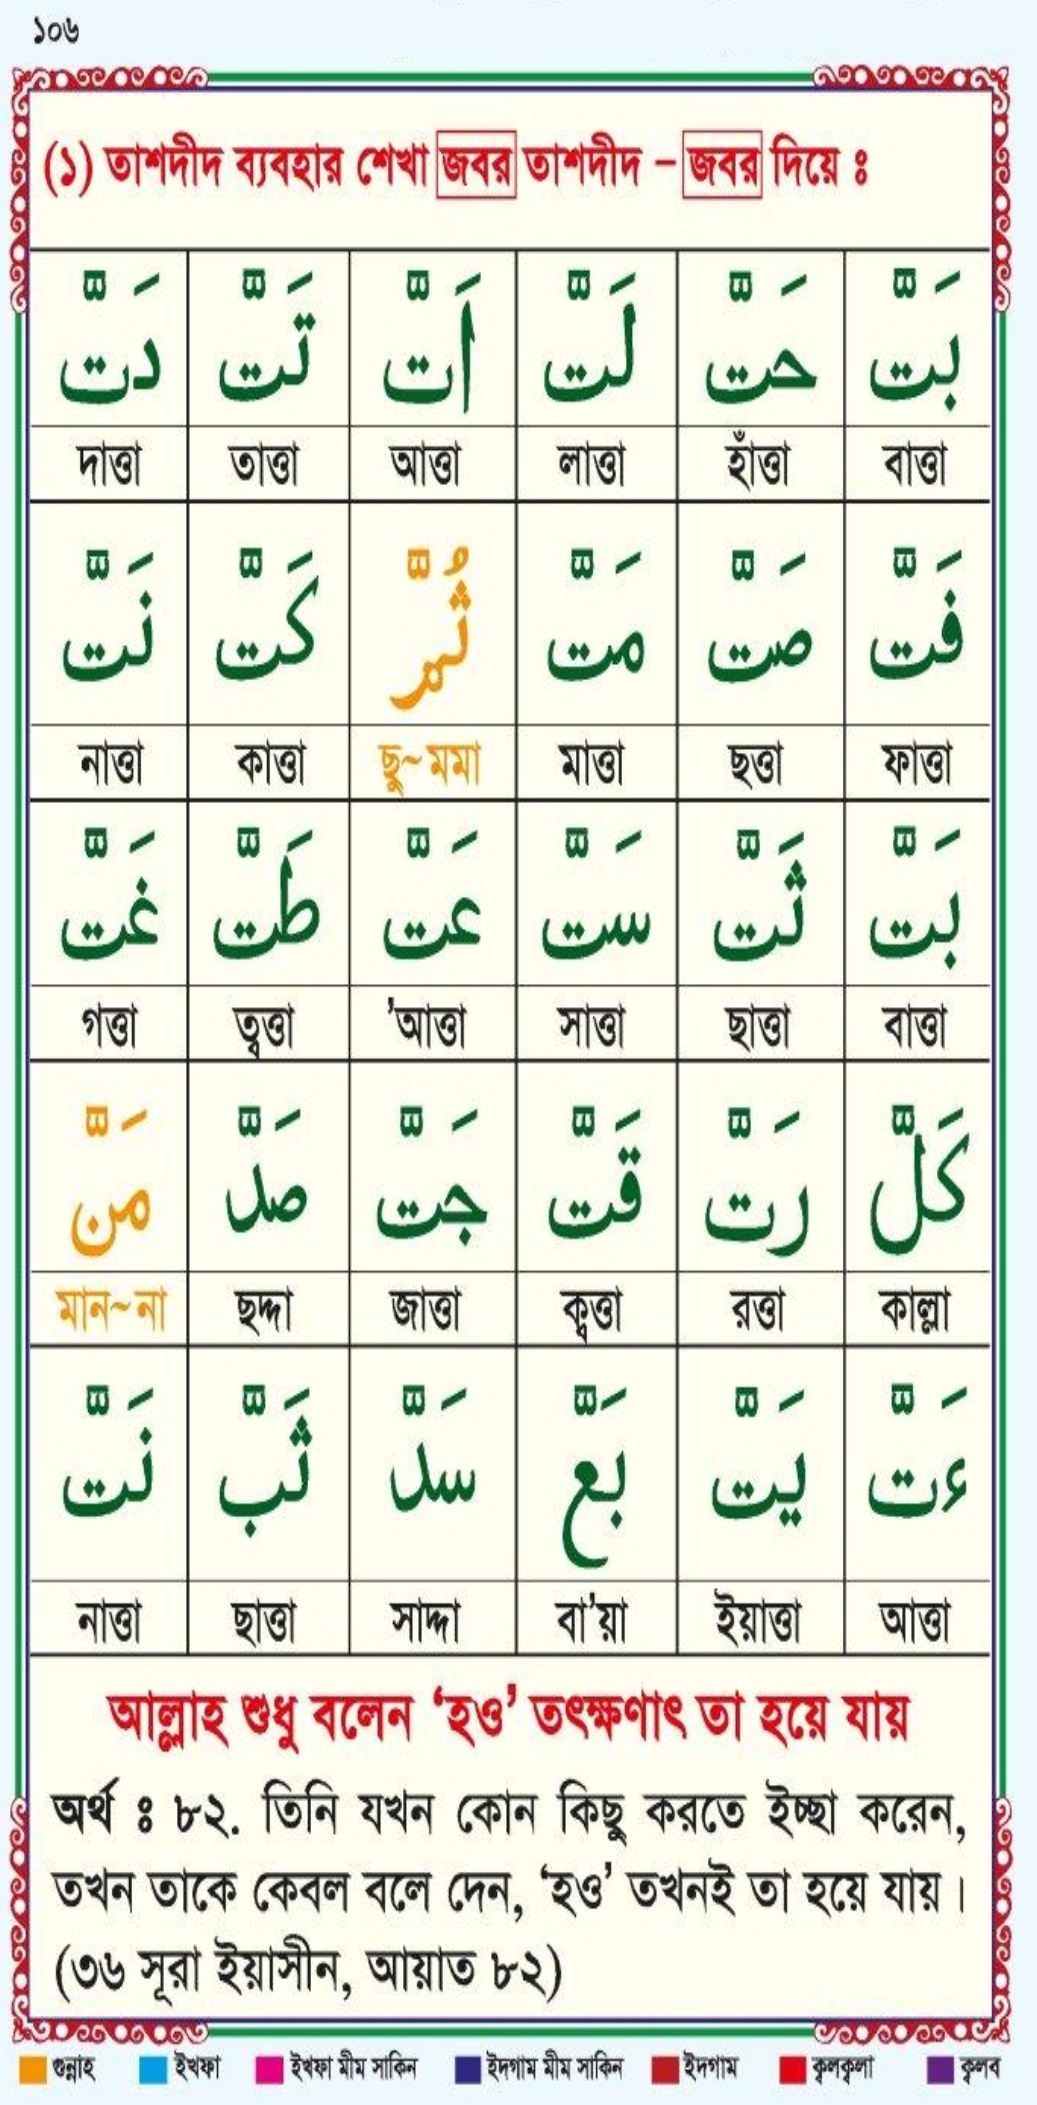 ১০৬
(১) তাশদীদ ব্যবহার শেখা জবর তাশদীদ – জবর দিয়ে ঃ
بَتَّ حَتَّ لَتَّ اَتَّ تَتَّ دَتَّ
বাত্তা হাঁত্তা লাত্তা আত্তা তাত্তা দাত্তা
فَتَّ صَتَّ مَتَّ ثُمَّ كَتَّ نَتَّ
ফাত্তা ছত্তা মাত্তা ছু~মমা কাত্তা নাত্তা
بَتَّ ثَتَّ سَتَّ عَتَّ طَتَّ غَتَّ
বাত্তা ছাত্তা সাত্তা ’আত্তা ত্বত্তা গত্তা
كَلَّ رَتَّ قَتَّ جَتَّ صَدَّ مَنَّ
কাল্লা রত্তা ক্বত্তা জাত্তা ছদ্দা মান~না
ءَتَّ يَتَّ بَعَّ سَدَّ ثَبَّ نَتَّ
আত্তা ইয়াত্তা বা’য়া সাদ্দা ছাত্তা নাত্তা
আল্লাহ শুধু বলেন ‘হও’ তৎক্ষণাৎ তা হয়ে যায়
অর্থ ঃ ৮২. তিনি যখন কোন কিছু করতে ইচ্ছা করেন,
তখন তাকে কেবল বলে দেন, ‘হও’ তখনই তা হয়ে যায়।
(৩৬ সূরা ইয়াসীন, আয়াত ৮২)
গুন্নাহ ইখফা ইখফা মীম সাকিন ইদগাম মীম সাকিন ইদগাম ক্বলক্বলা ক্বলব